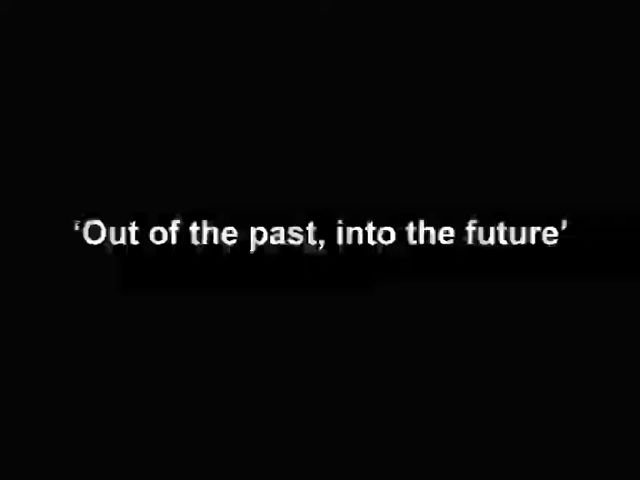 ‘Out of the past, into the future’